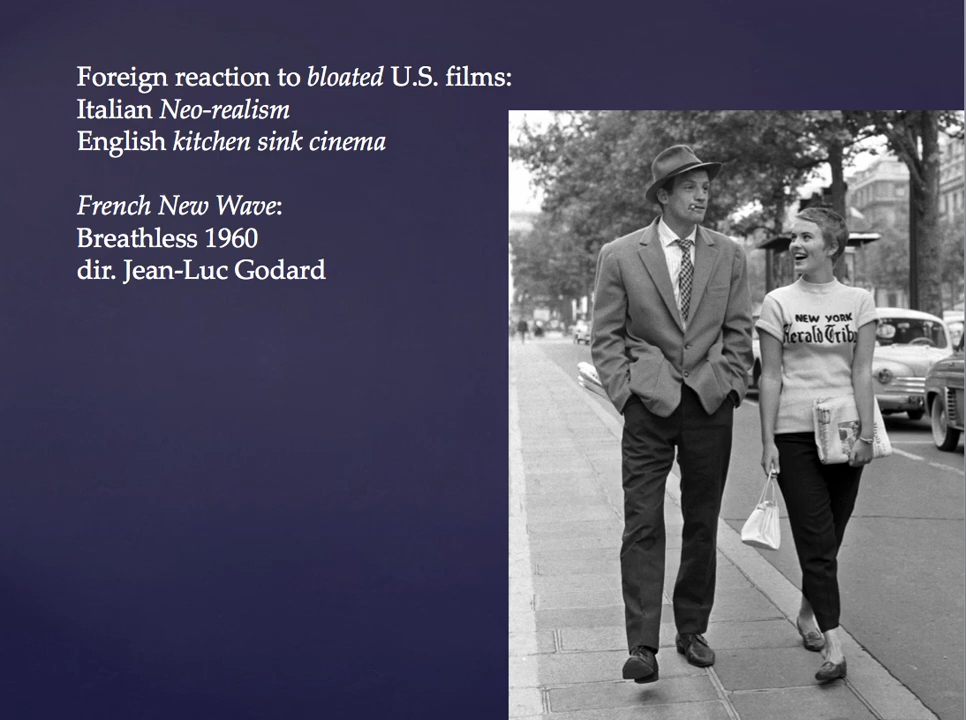 Foreign reaction to bloated U.S. films:
Italian Neo-realism
English kitchen sink cinema
French New Wave:
Breathless 1960
dir. Jean-Luc Godard
NEW YORK
Herald Tribu